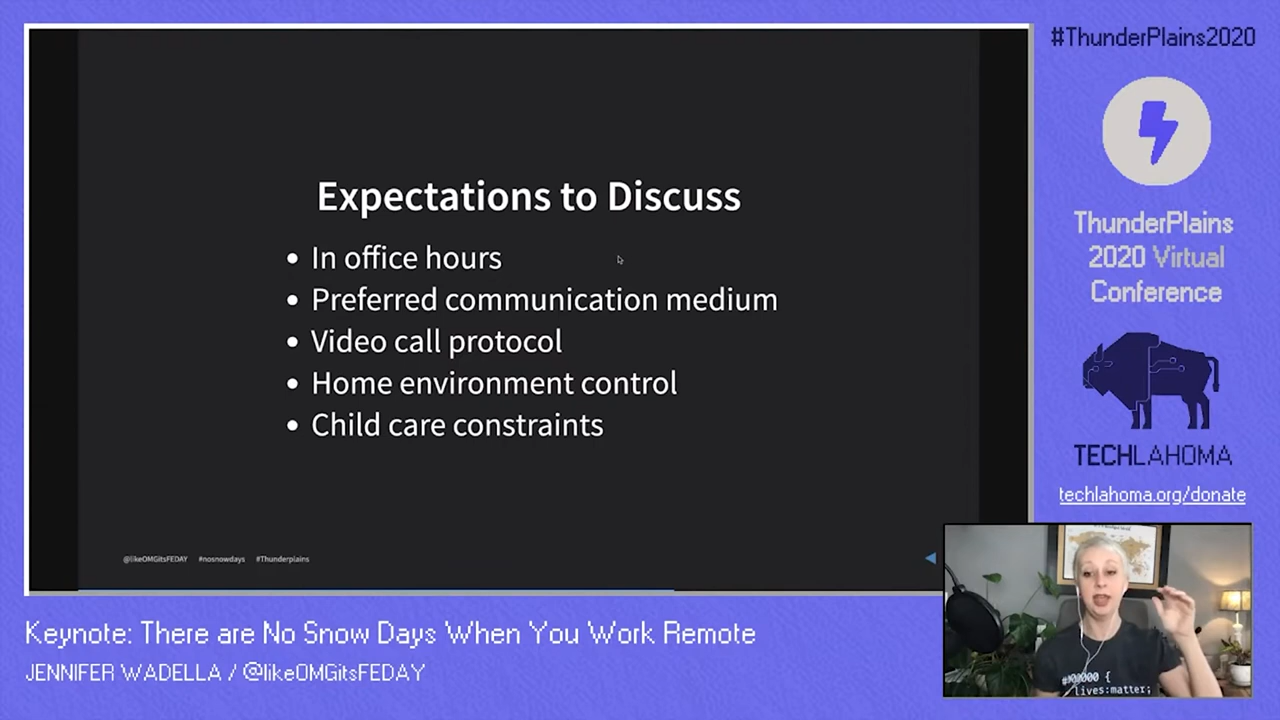 Expectations to Discuss
In office hours
Preferred communication medium
Video call protocol
Home environment control
Child care constraints
@likeOMGitsFEDAY #nosnowdays #Thunderplains
#ThunderPlains2020
ThunderPlains
2020 Virtual
Conference
TECHLAHOMA
techlahoma.org/donate
#000000 {
lives:matter;
Keynote: There are No Snow Days When You Work Remote
JENNIFER WADELLA / @likeOMGitsFEDAY